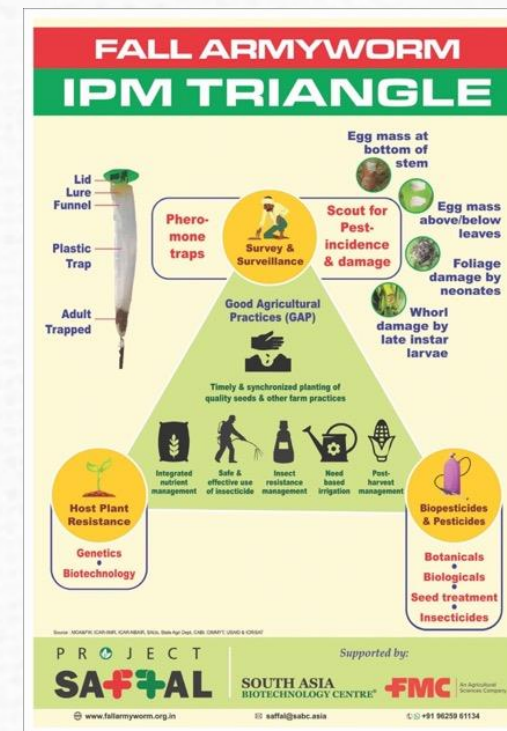 FALL ARMYWORM
IPM TRIANGLE
Lid
Lure
Funnel
Plastic
Trap
Adult
Trapped
Phero-
mone
traps
Survey &
Surveillance
Scout for
Pest-
incidence
& damage
Egg mass at
bottom of
stem
Egg mass
above/below
leaves
Foliage
damage by
neonates
Whorl
damage by
late instar
larvae
Good Agricultural
Practices (GAP)
Timely & synchronized planting of
quality seeds & other farm practices
Integrated
nutrient
management
Safe &
effective use
of insecticide
Insect
resistance
management
Need
based
irrigation
Post-
harvest
management
Host Plant
Resistance
Genetics
Biotechnology
Biopesticides
& Pesticides
Botanicals
Biologicals
Seed treatment
Insecticides
PROJECT
SAFFAL
Supported by:
SOUTH ASIA
BIOTECHNOLOGY CENTRE
FMC
An Agricultural
Sciences Company
www.fallarmyworm.org.in
saffal@sabc.asia
+91 96259 61134